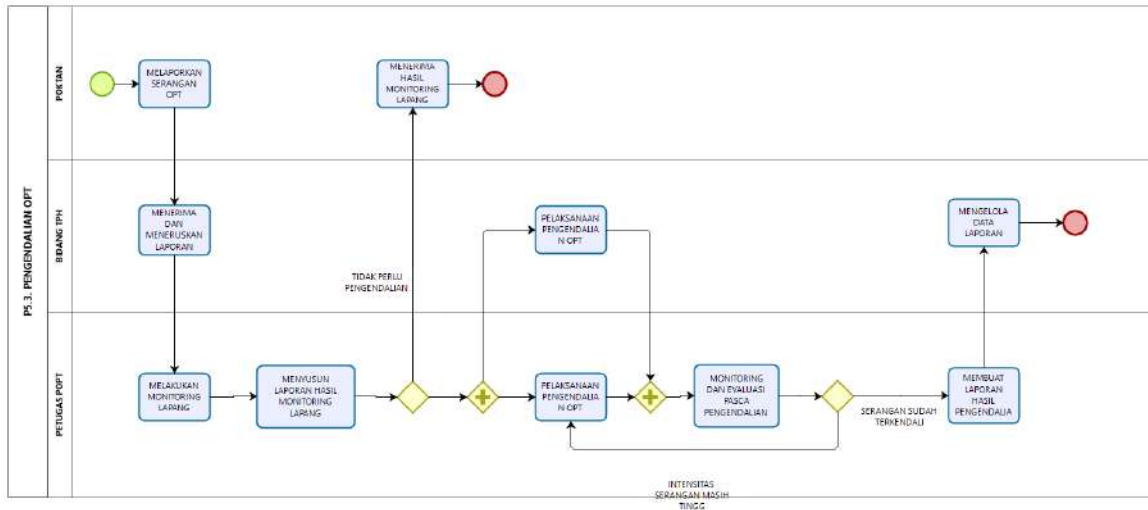 P5.3. PENGENDALIAN OPT
POKTAN
MELAPORKAN
SERANGAN
OPT
MENERIMA
HASIL
MONITORING
LAPANG
BIDANG TPH
MENERIMA
DAN
MENERUSKAN
LAPORAN
TIDAK PERLU
PENGENDALIAN
PELAKSANAAN
PENGENDALIA
N OPT
MENGELOLA
DATA
LAPORAN
PETUGAS POPT
MELAKUKAN
MONITORING
LAPANG
MENYUSUN
LAPORAN HASIL
MONITORING
LAPANG
PELAKSANAAN
PENGENDALIA
N OPT
MONITORING
DAN EVALUASI
PASCA
PENGENDALIAN
SERANGAN SUDAH
TERKENDALI
MEMBUAT
LAPORAN
HASIL
PENGENDALIA
INTENSITAS
SERANGAN MASIH
TINGG